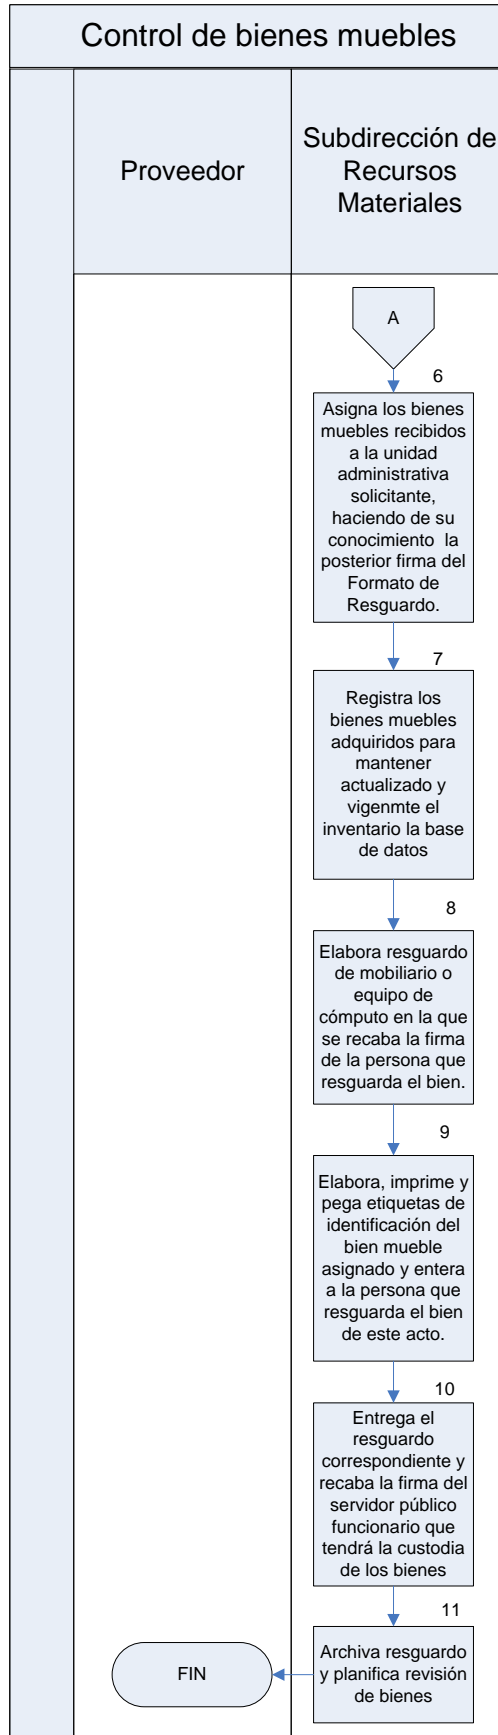 Control de bienes muebles
Proveedor
Subdirección de
Recursos
Materiales
A
6
Asigna los bienes
muebles recibidos
a la unidad
administrativa
solicitante,
haciendo de su
conocimiento la
posterior firma del
Formato de
Resguardo.
7
Registra los
bienes muebles
adquiridos para
mantener
actualizado y
vigenmte el
inventario la base
de datos
8
Elabora resguardo
de mobiliario o
equipo de
cómputo en la que
se recaba la firma
de la persona que
resguarda el bien.
9
Elabora, imprime y
pega etiquetas de
identificación del
bien mueble
asignado y entera
a la persona que
resguarda el bien
de este acto.
10
Entrega el
resguardo
correspondiente y
recaba la firma del
servidor público
funcionario que
tendrá la custodia
de los bienes
11
Archiva resguardo
y planifica revisión
de bienes
FIN